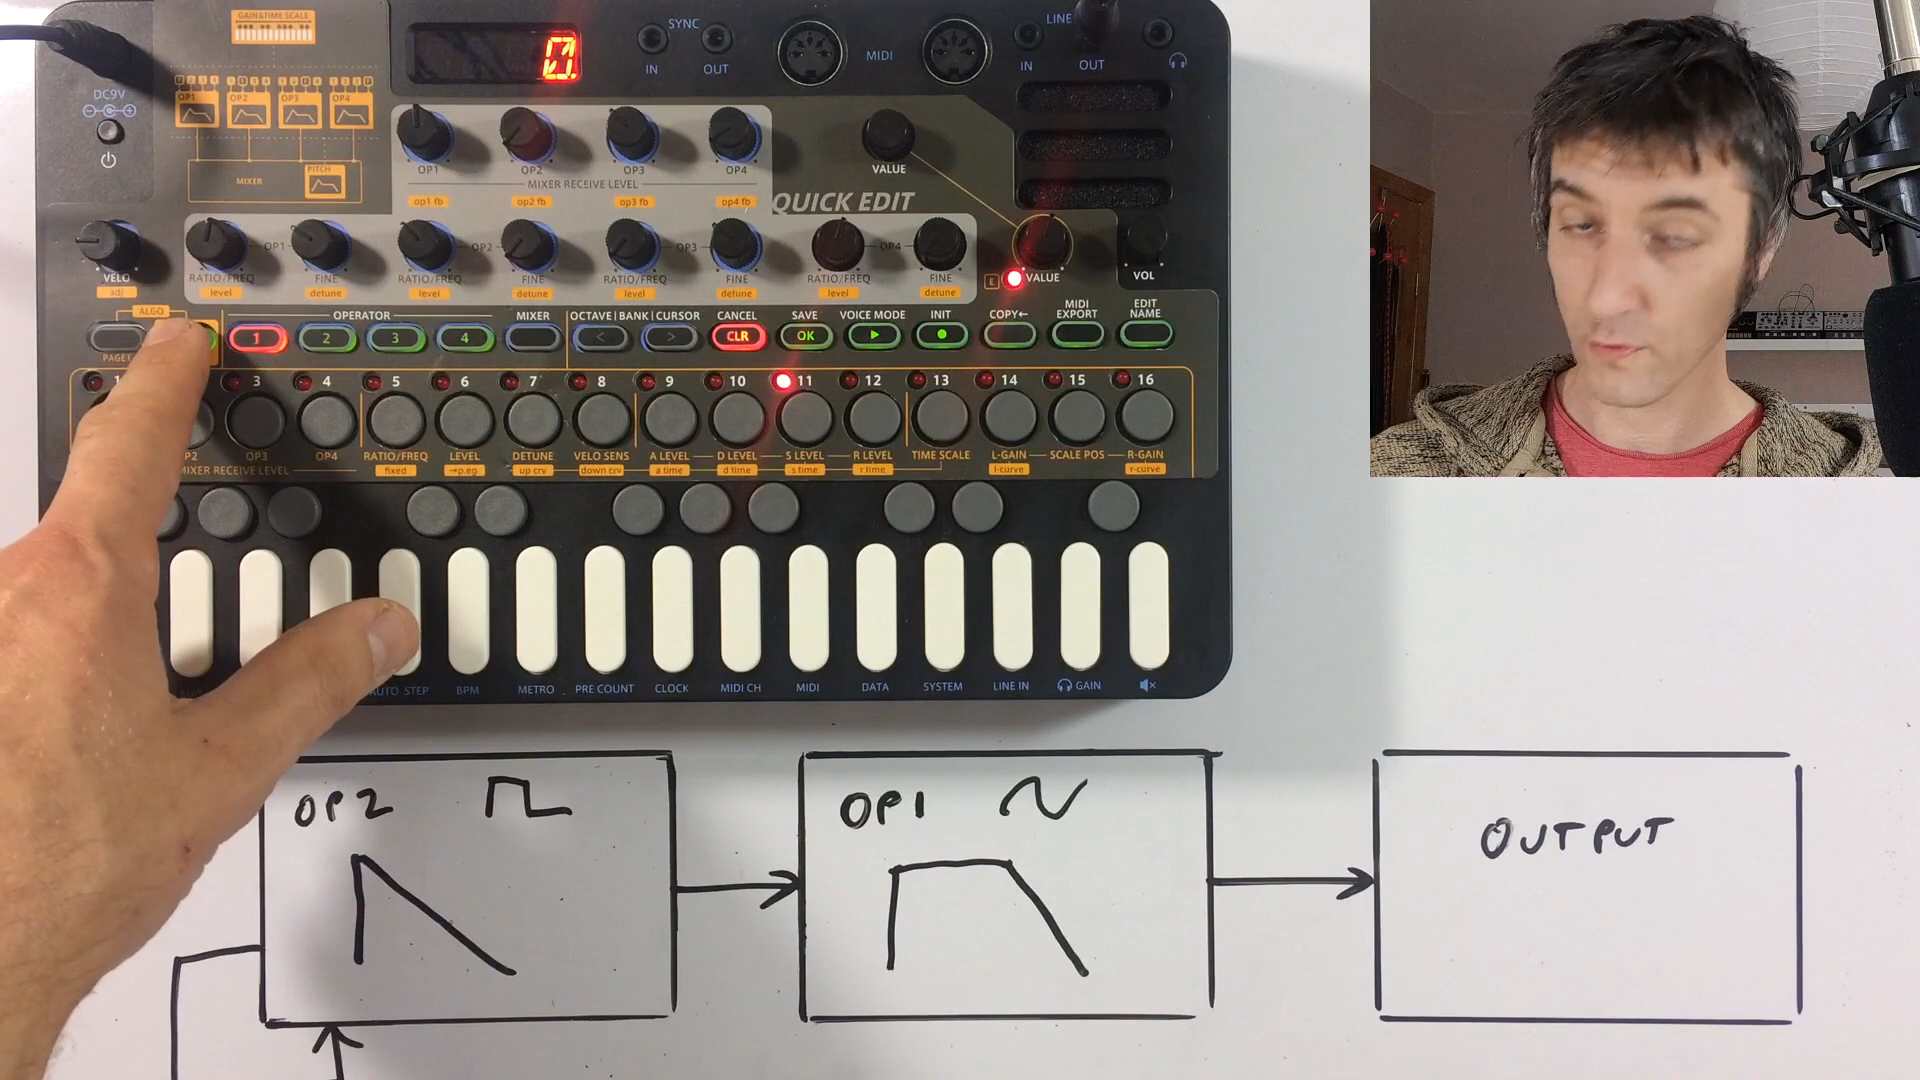 GAIN&TIME SCALE
SYNC
IN OUT
MIDI
LINE
IN OUT
0
DC9V
OP1 OP2 OP3 OP4
MIXER
PITCH
OP1 OP2 OP3 OP4
MIXER RECEIVE LEVEL
op1 fb op2 fb op3 fb op4 fb
VALUE
QUICK EDIT
VELO
adj
OP1 OP2 OP3 OP4
RATIO/FREQ FINE RATIO/FREQ FINE RATIO/FREQ FINE RATIO/FREQ FINE
level detune level detune level detune level detune
E VALUE
VOL
ALGO
OPERATOR
MIXER
OCTAVE | BANK | CURSOR
CANCEL
SAVE
VOICE MODE
INIT
COPY←
MIDI EXPORT
EDIT NAME
1 2 3 4 < > CLR OK
1 3 4 5 6 7 8 9 10 11 12 13 14 15 16
OP3 OP4 RATIO/FREQ LEVEL DETUNE VELO SENS A LEVEL D LEVEL S LEVEL R LEVEL TIME SCALE L-GAIN SCALE POS R-GAIN
MIXER RECEIVE LEVEL
fixed →p.eg up crv down crv a time d time s time r time l-curve r-curve
AUTO STEP BPM METRO PRE COUNT CLOCK MIDI CH MIDI DATA SYSTEM LINE IN GAIN
OP2
OP1
OUTPUT